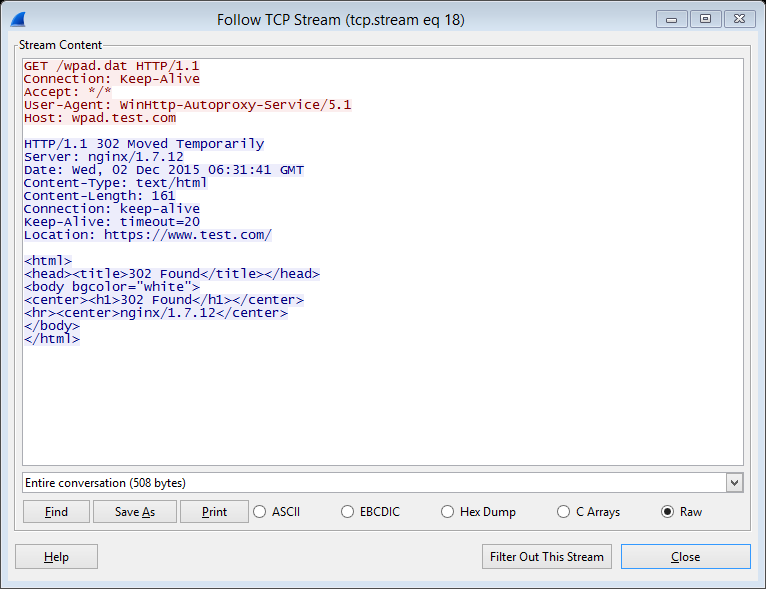 Follow TCP Stream (tcp.stream eq 18)
Stream Content
GET /wpad.dat HTTP/1.1
Connection: Keep-Alive
Accept: */*
User-Agent: WinHttp-Autoproxy-Service/5.1
Host: wpad.test.com

HTTP/1.1 302 Moved Temporarily
Server: nginx/1.7.12
Date: Wed, 02 Dec 2015 06:31:41 GMT
Content-Type: text/html
Content-Length: 161
Connection: keep-alive
Keep-Alive: timeout=20
Location: https://www.test.com/

<html>
<head><title>302 Found</title></head>
<body bgcolor="white">
<center><h1>302 Found</h1></center>
<hr><center>nginx/1.7.12</center>
</body>
</html>
Entire conversation (508 bytes)
Find Save As Print ASCII EBCDIC Hex Dump C Arrays Raw
Help Filter Out This Stream Close